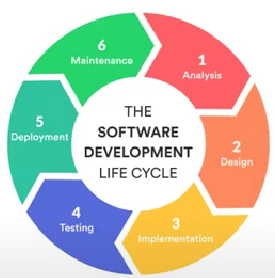 THE
SOFTWARE
DEVELOPMENT
LIFE CYCLE
1
Analysis
2
Design
3
Implementation
4
Testing
5
Deployment
6
Maintenance